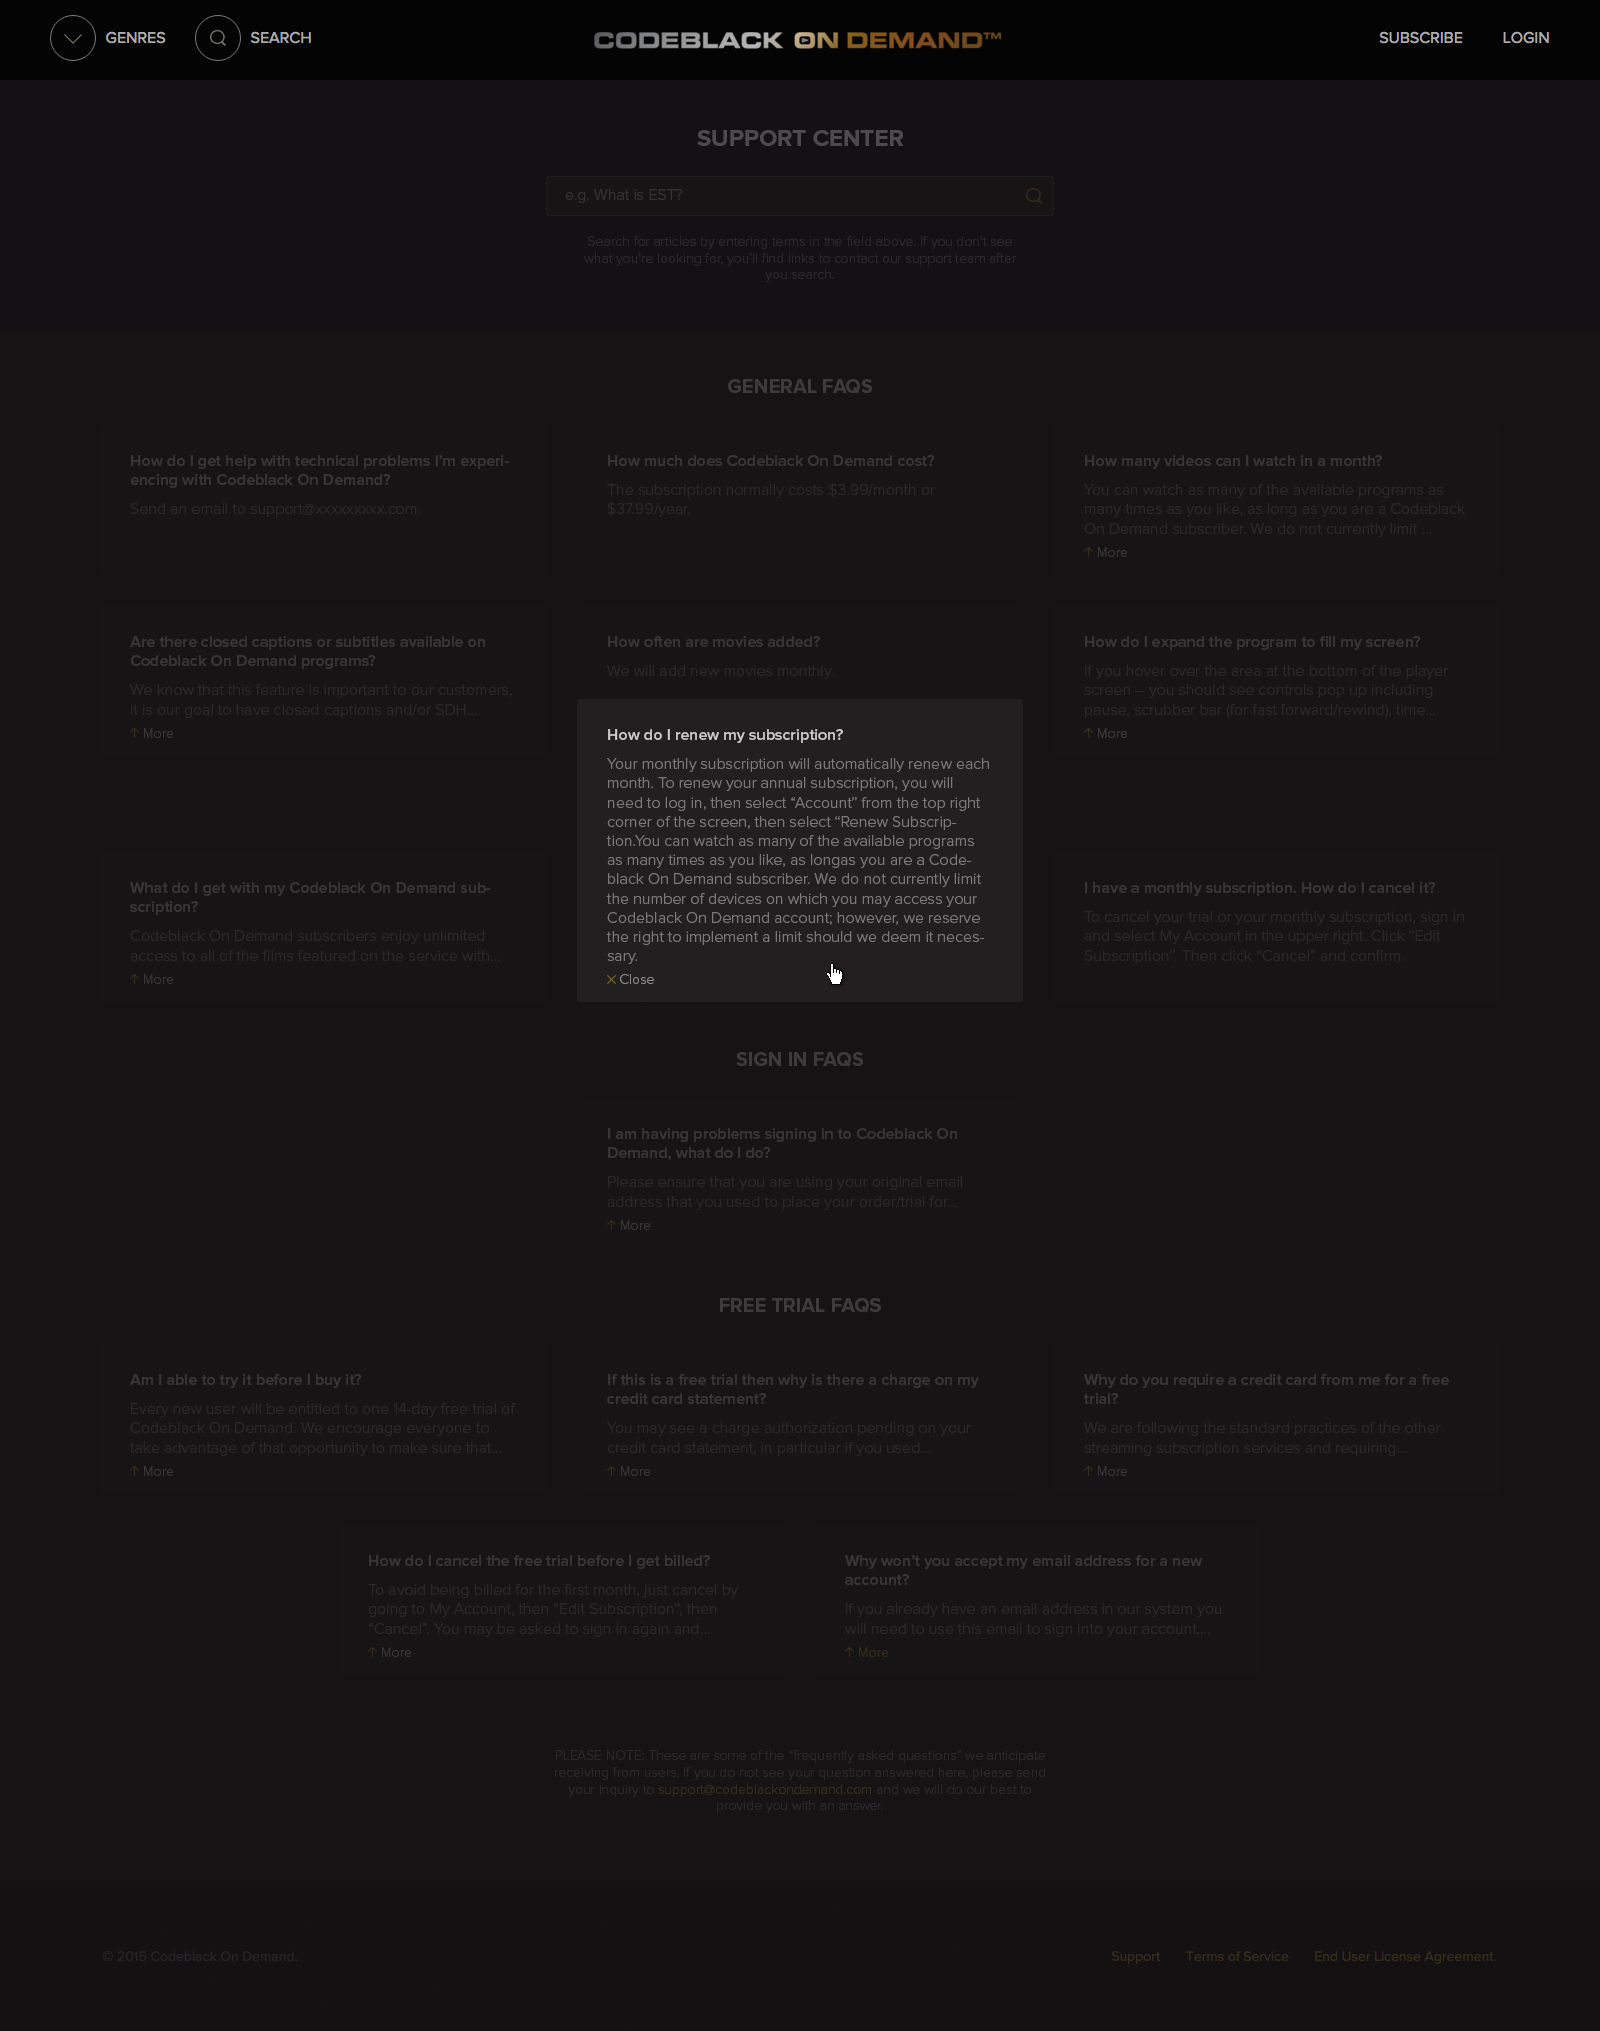 GENRES
SEARCH
CODEBLACK ON DEMAND™
SUBSCRIBE
LOGIN
SUPPORT CENTER
e.g. What is EST?
Search for articles by entering terms in the field above. If you don't see
what you're looking for, you'll find links to contact our support team after
you search.
GENERAL FAQS
How do I get help with technical problems I'm experi-
encing with Codeblack On Demand?
Send an email to support@xxxxxxxxx.com.
How much does Codeblack On Demand cost?
The subscription normally costs $3.99/month or
$37.99/year.
How many videos can I watch in a month?
You can watch as many of the available programs as
many times as you like, as long as you are a Codeblack
On Demand subscriber. We do not currently limit ...
More
Are there closed captions or subtitles available on
Codeblack On Demand programs?
We know that this feature is important to our customers,
it is our goal to have closed captions and/or SDH...
More
How often are movies added?
We will add new movies monthly.
How do I expand the program to fill my screen?
If you hover over the area at the bottom of the player
screen – you should see controls pop up including
pause, scrubber bar (for fast forward/rewind), time...
More
How do I renew my subscription?
Your monthly subscription will automatically renew each
month. To renew your annual subscription, you will
need to log in, then select “Account” from the top right
corner of the screen, then select “Renew Subscrip-
tion.You can watch as many of the available programs
as many times as you like, as longas you are a Code-
black On Demand subscriber. We do not currently limit
the number of devices on which you may access your
Codeblack On Demand account; however, we reserve
the right to implement a limit should we deem it neces-
sary.
Close
What do I get with my Codeblack On Demand sub-
scription?
Codeblack On Demand subscribers enjoy unlimited
access to all of the films featured on the service with...
More
I have a monthly subscription. How do I cancel it?
To cancel your trial or your monthly subscription, sign in
and select My Account in the upper right. Click “Edit
Subscription”. Then click “Cancel” and confirm.
SIGN IN FAQS
I am having problems signing in to Codeblack On
Demand, what do I do?
Please ensure that you are using your original email
address that you used to place your order/trial for...
More
FREE TRIAL FAQS
Am I able to try it before I buy it?
Every new user will be entitled to one 14-day free trial of
Codeblack On Demand. We encourage everyone to
take advantage of that opportunity to make sure that...
More
If this is a free trial then why is there a charge on my
credit card statement?
You may see a charge authorization pending on your
credit card statement, in particular if you used...
More
Why do you require a credit card from me for a free
trial?
We are following the standard practices of the other
streaming subscription services and requiring...
More
How do I cancel the free trial before I get billed?
To avoid being billed for the first month, just cancel by
going to My Account, then “Edit Subscription”, then
“Cancel”. You may be asked to sign in again and...
More
Why won't you accept my email address for a new
account?
If you already have an email address in our system you
will need to use this email to sign into your account....
More
PLEASE NOTE: These are some of the “frequently asked questions” we anticipate
receiving from users. If you do not see your question answered here, please send
your inquiry to support@codeblackondemand.com and we will do our best to
provide you with an answer.
© 2015 Codeblack On Demand.
Support
Terms of Service
End User License Agreement.